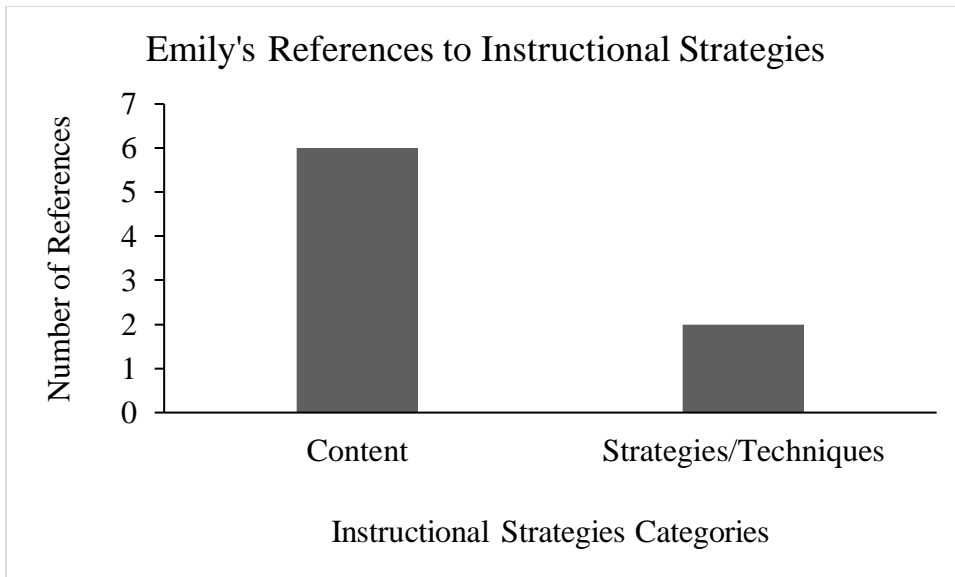 Emily's References to Instructional Strategies
Number of References
7
6
5
4
3
2
1
0
Content
Strategies/Techniques
Instructional Strategies Categories